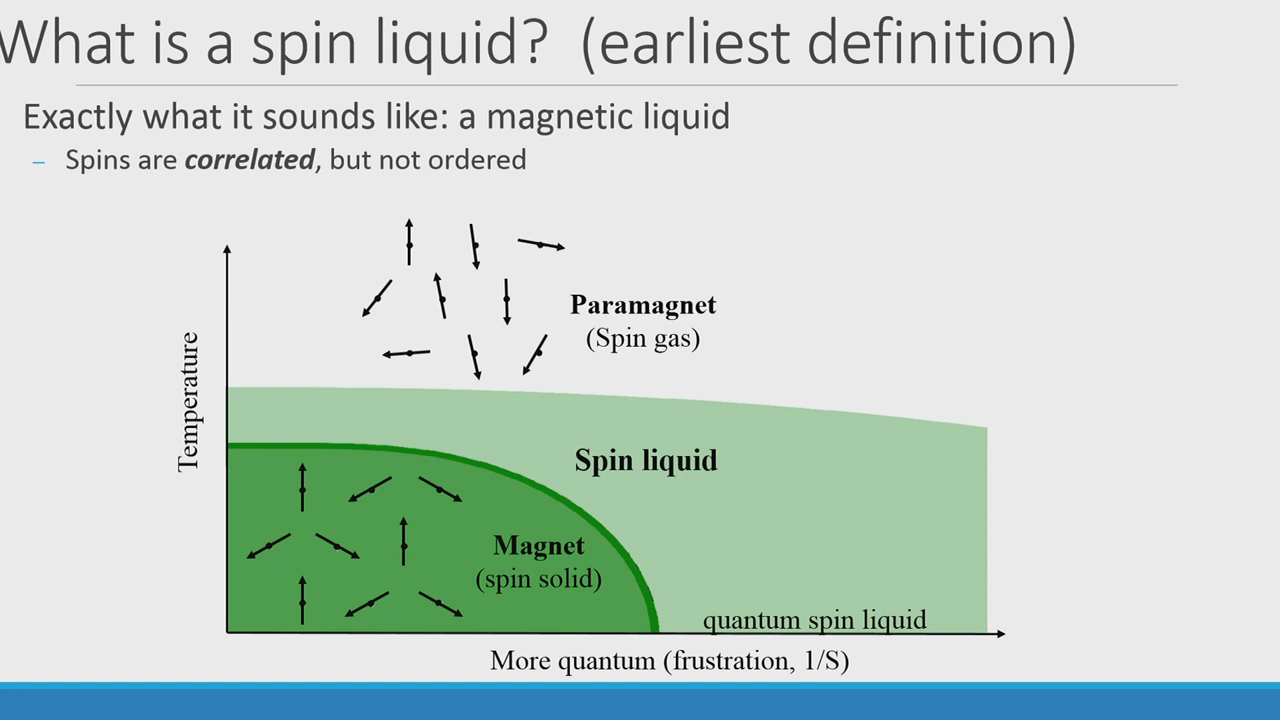 What is a spin liquid? (earliest definition)
Exactly what it sounds like: a magnetic liquid
– Spins are correlated, but not ordered
Paramagnet
(Spin gas)
Temperature
Spin liquid
Magnet
(spin solid)
quantum spin liquid
More quantum (frustration, 1/S)